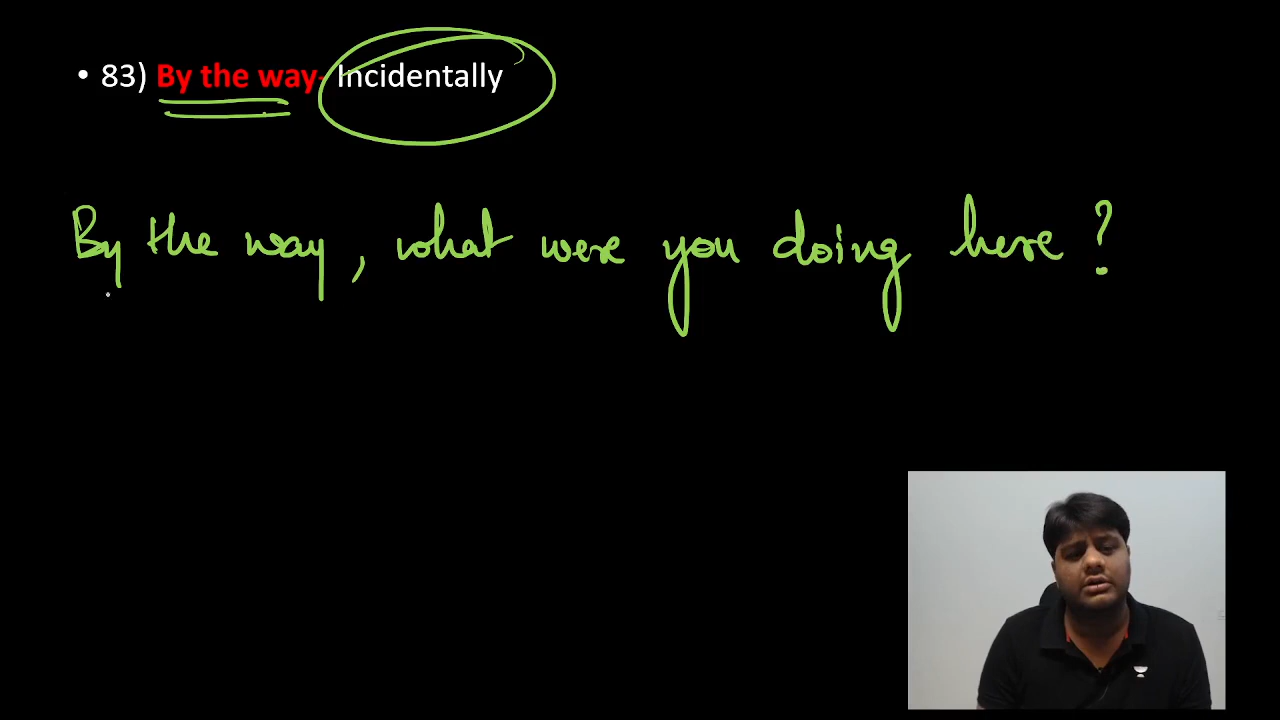 • 83) By the way- Incidentally
By the way, what were you doing here?